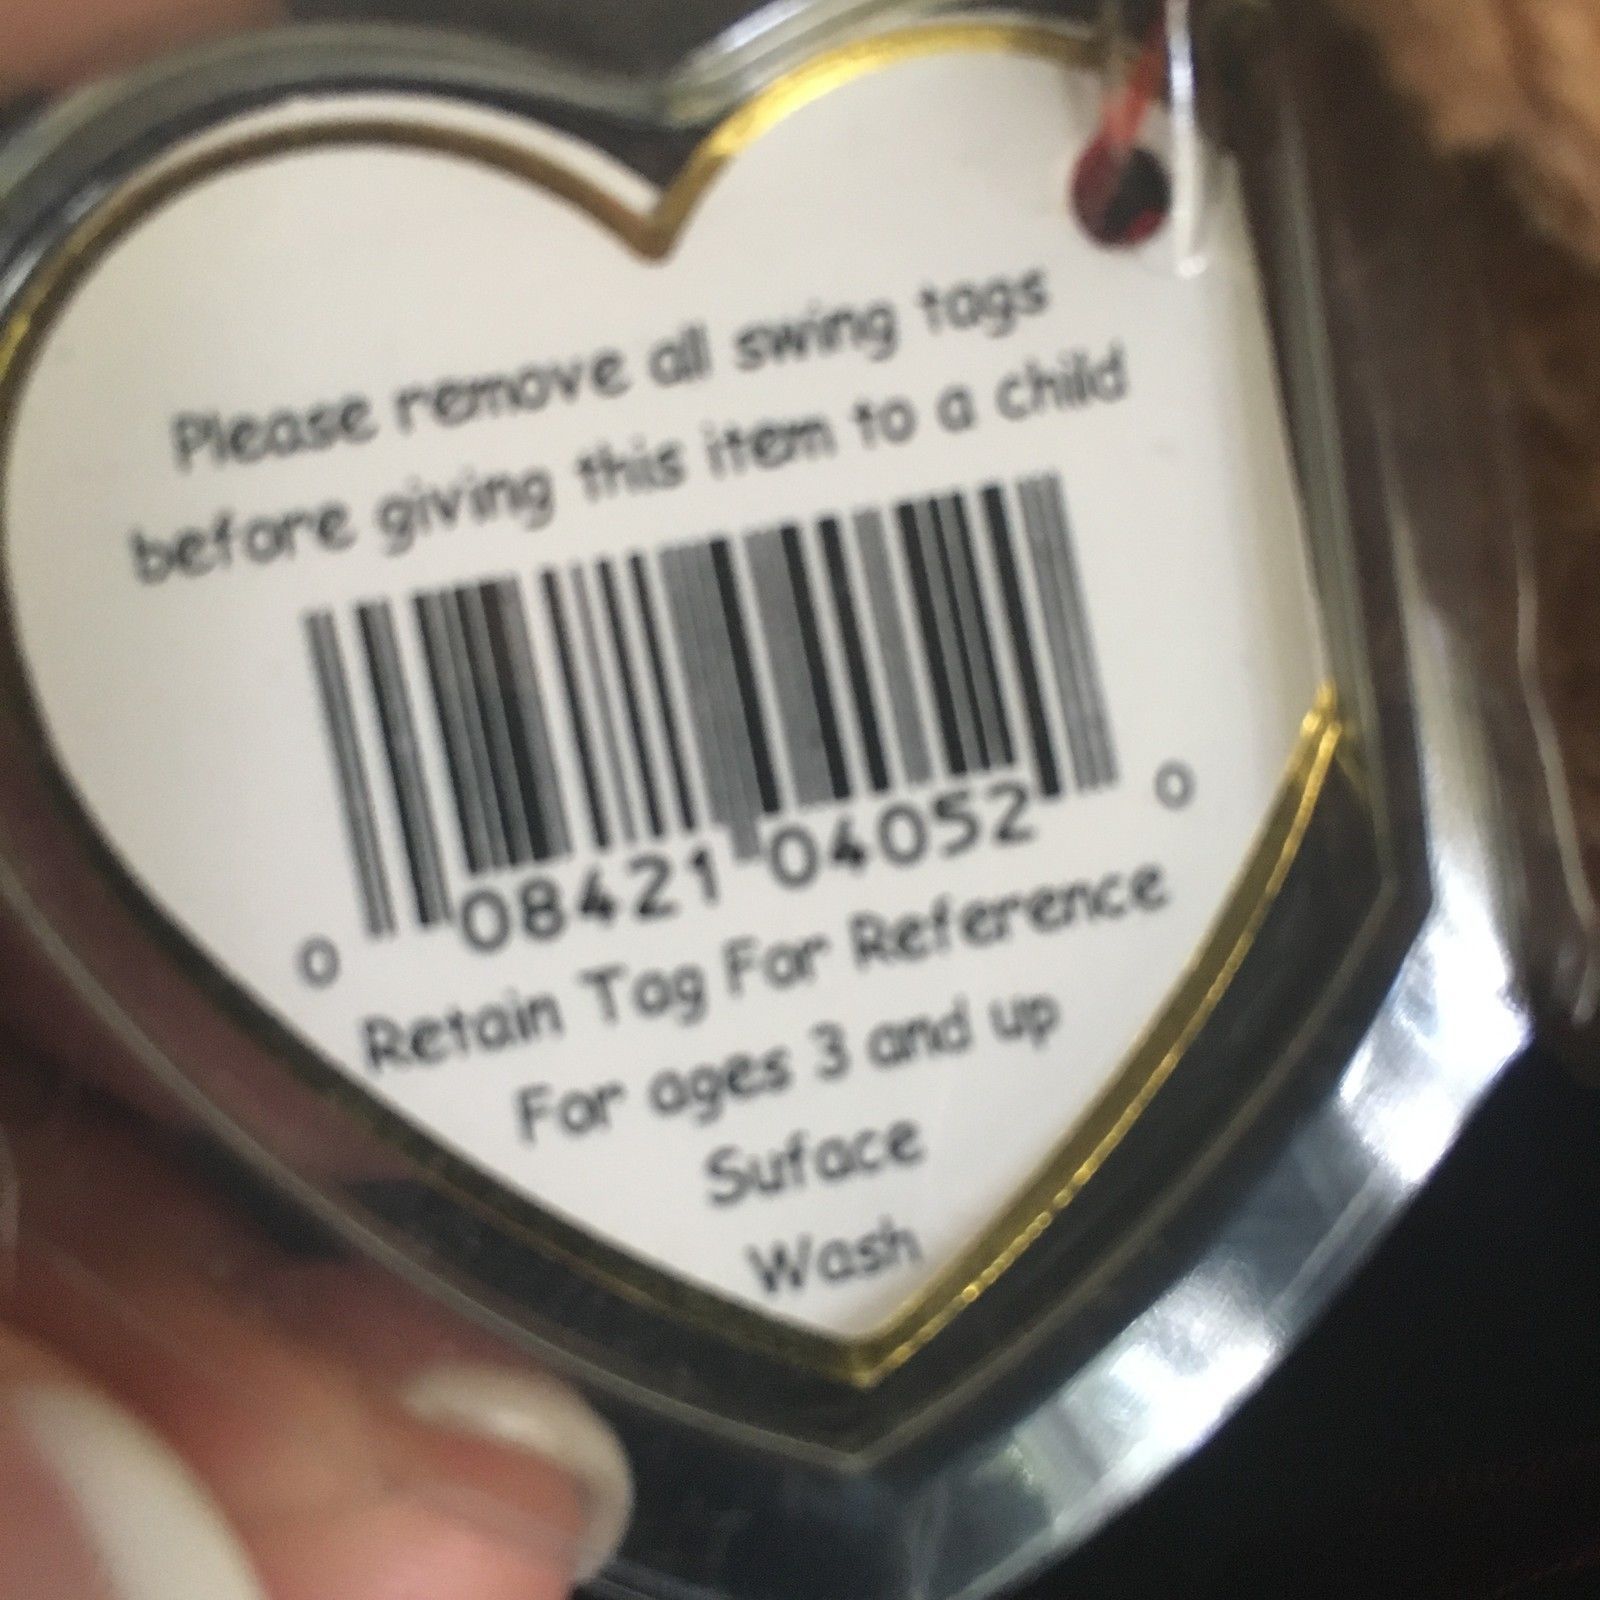 Please remove all swing tags
before giving this item to a child
0 08421 04052 0
Retain Tag For Reference
For ages 3 and up
Suface
Wash